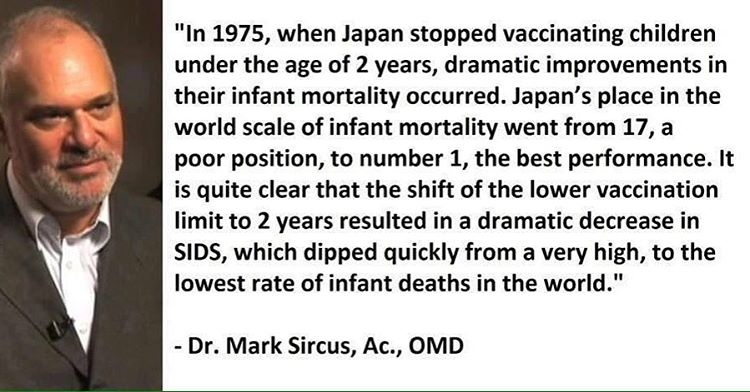 "In 1975, when Japan stopped vaccinating children
under the age of 2 years, dramatic improvements in
their infant mortality occurred. Japan’s place in the
world scale of infant mortality went from 17, a
poor position, to number 1, the best performance. It
is quite clear that the shift of the lower vaccination
limit to 2 years resulted in a dramatic decrease in
SIDS, which dipped quickly from a very high, to the
lowest rate of infant deaths in the world."
- Dr. Mark Sircus, Ac., OMD